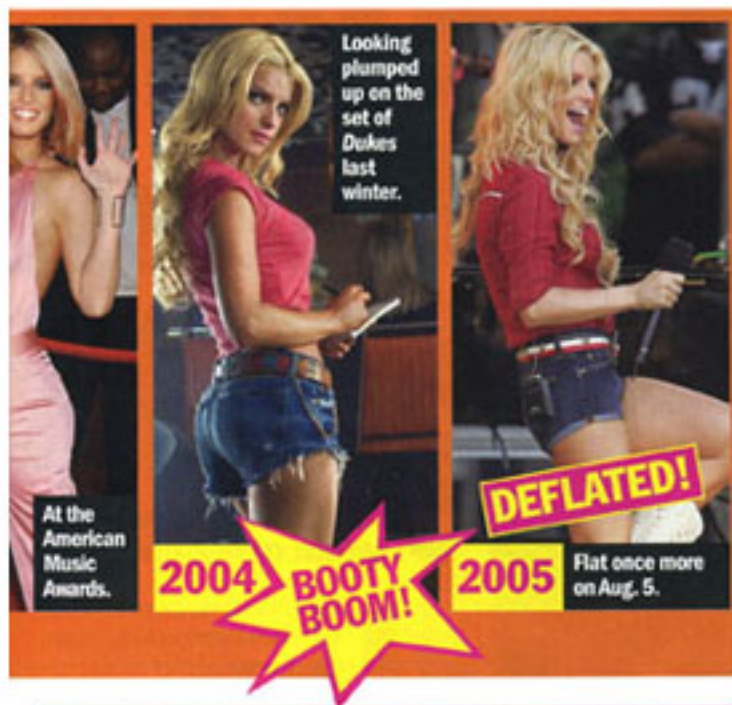 Looking
plumped
up on the
set of
Dukes
last
winter.
DEFLATED!
At the
American
Music
Awards.
2004
BOOTY
BOOM!
2005
Flat once more
on Aug. 5.